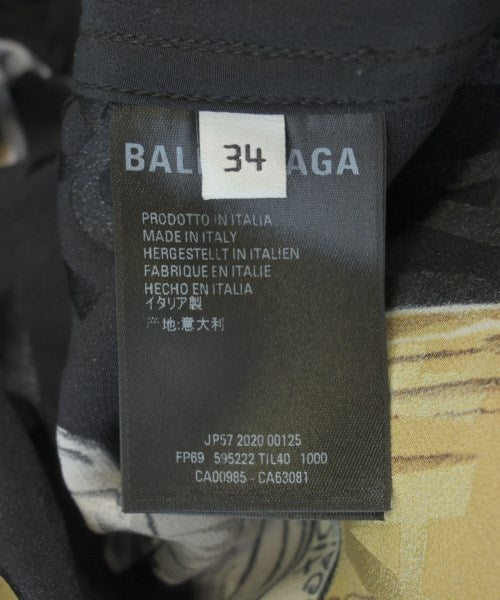 34
BAL AGA
PRODOTTO IN ITALIA
MADE IN ITALY
HERGESTELLT IN ITALIEN
FABRIQUE EN ITALIE
HECHO EN ITALIA
イタリア製
产地:意大利
JP57 2020 00125
FP69 595222 TIL40 1000
CA00985 - CA63081